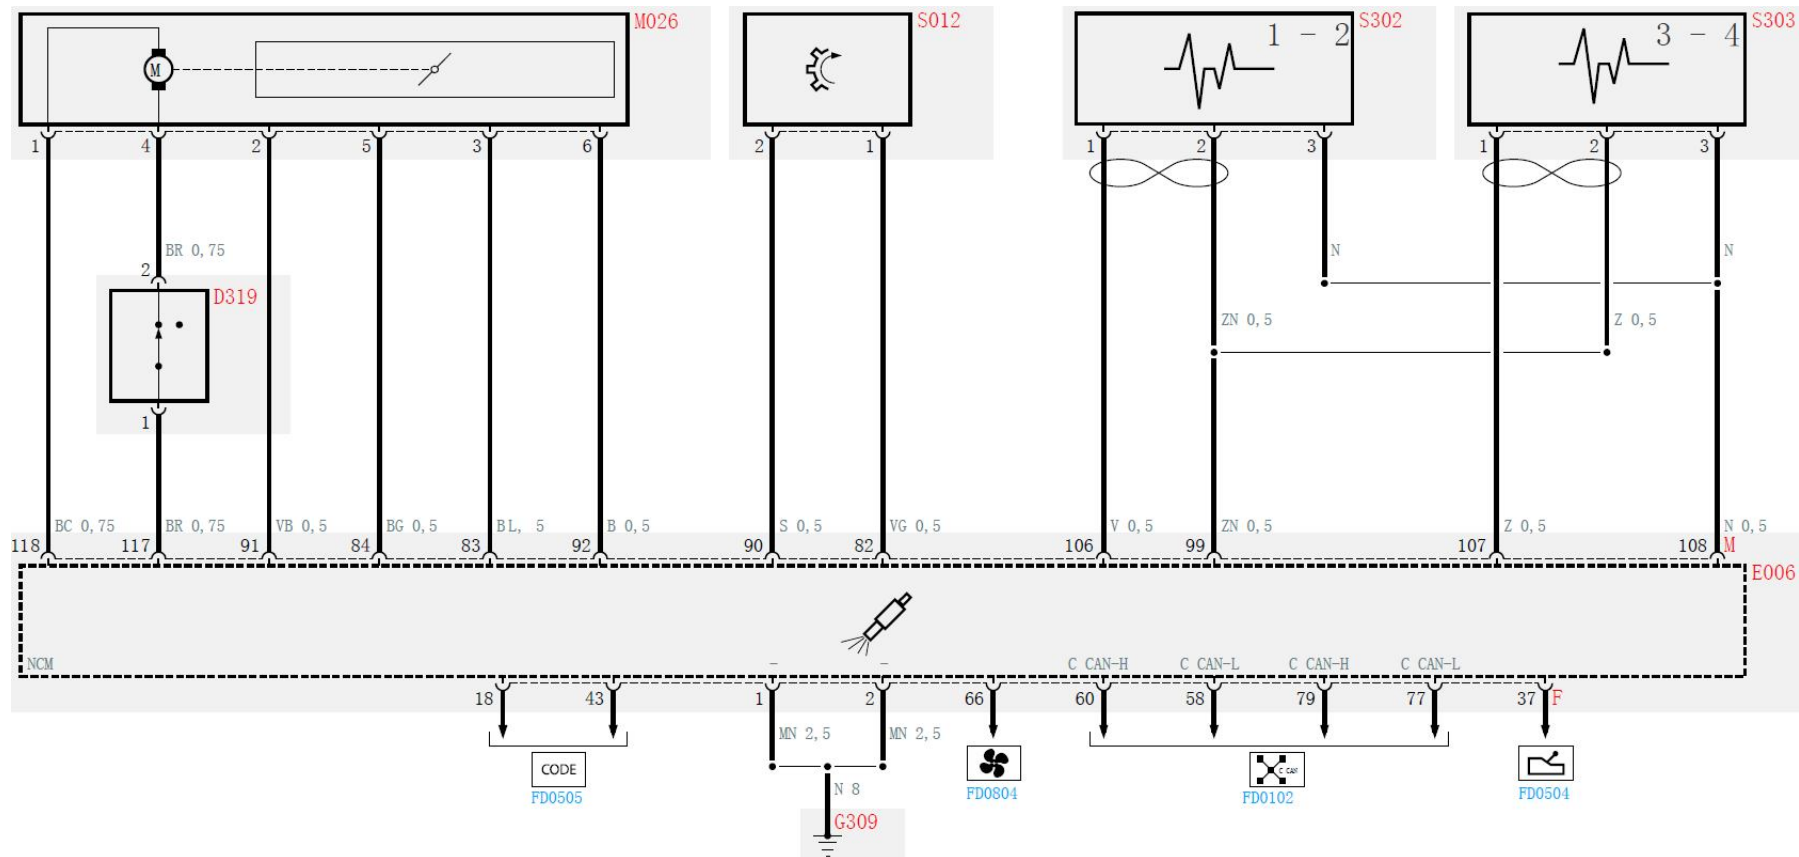 M026
S012
1 - 2
S302
3 - 4
S303
M
1
4
2
5
3
6
2
1
1
2
3
1
2
3
BR 0,75
N
N
2
D319
ZN 0,5
Z 0,5
1
BC 0,75
BR 0,75
VB 0,5
BG 0,5
BL, 5
B 0,5
S 0,5
VG 0,5
V 0,5
ZN 0,5
Z 0,5
N 0,5
118
117
91
84
83
92
90
82
106
99
107
108
M
E006
NCM
-
-
C CAN-H
C CAN-L
C CAN-H
C CAN-L
18
43
1
2
66
60
58
79
77
37
F
MN 2,5
MN 2,5
CODE
C CAN
FD0505
N 8
FD0804
FD0102
FD0504
G309